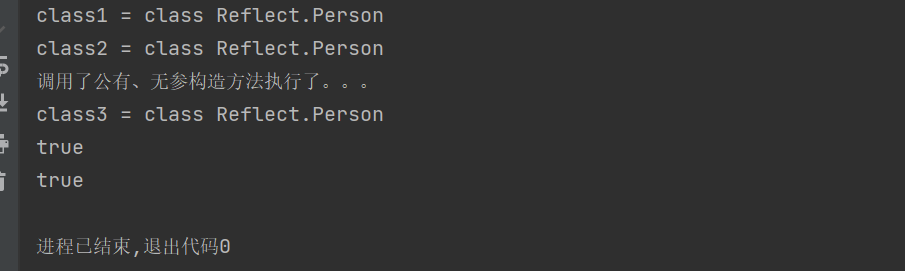 class1 = class Reflect.Person
class2 = class Reflect.Person
调用了公有、无参构造方法执行了。。。
class3 = class Reflect.Person
true
true
进程已结束,退出代码0